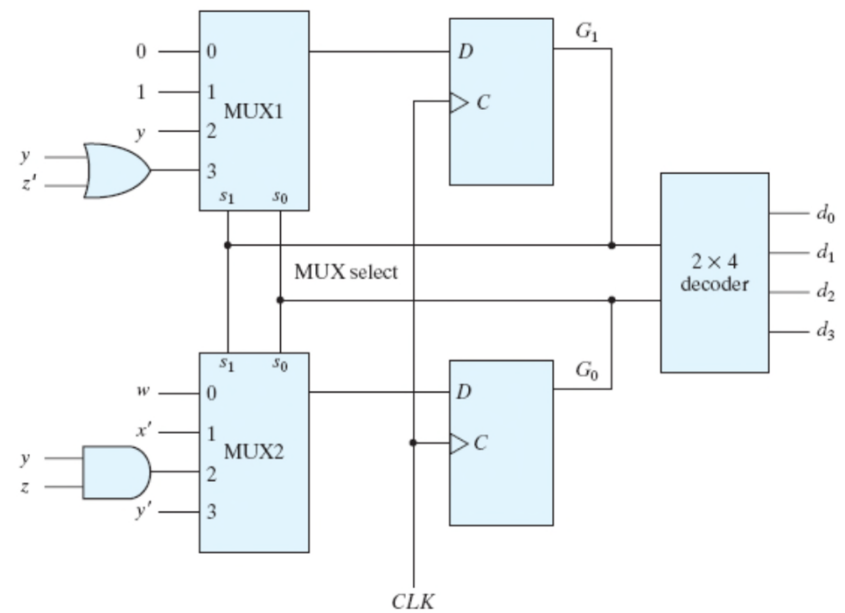 0 0
1 1
MUX1
y 2
y
z′
3
s1 s0
D
C
G1
MUX select
2 × 4
decoder
d0
d1
d2
d3
s1 s0
w 0
x′ 1
MUX2
y
z
2
y′ 3
D
C
G0
CLK